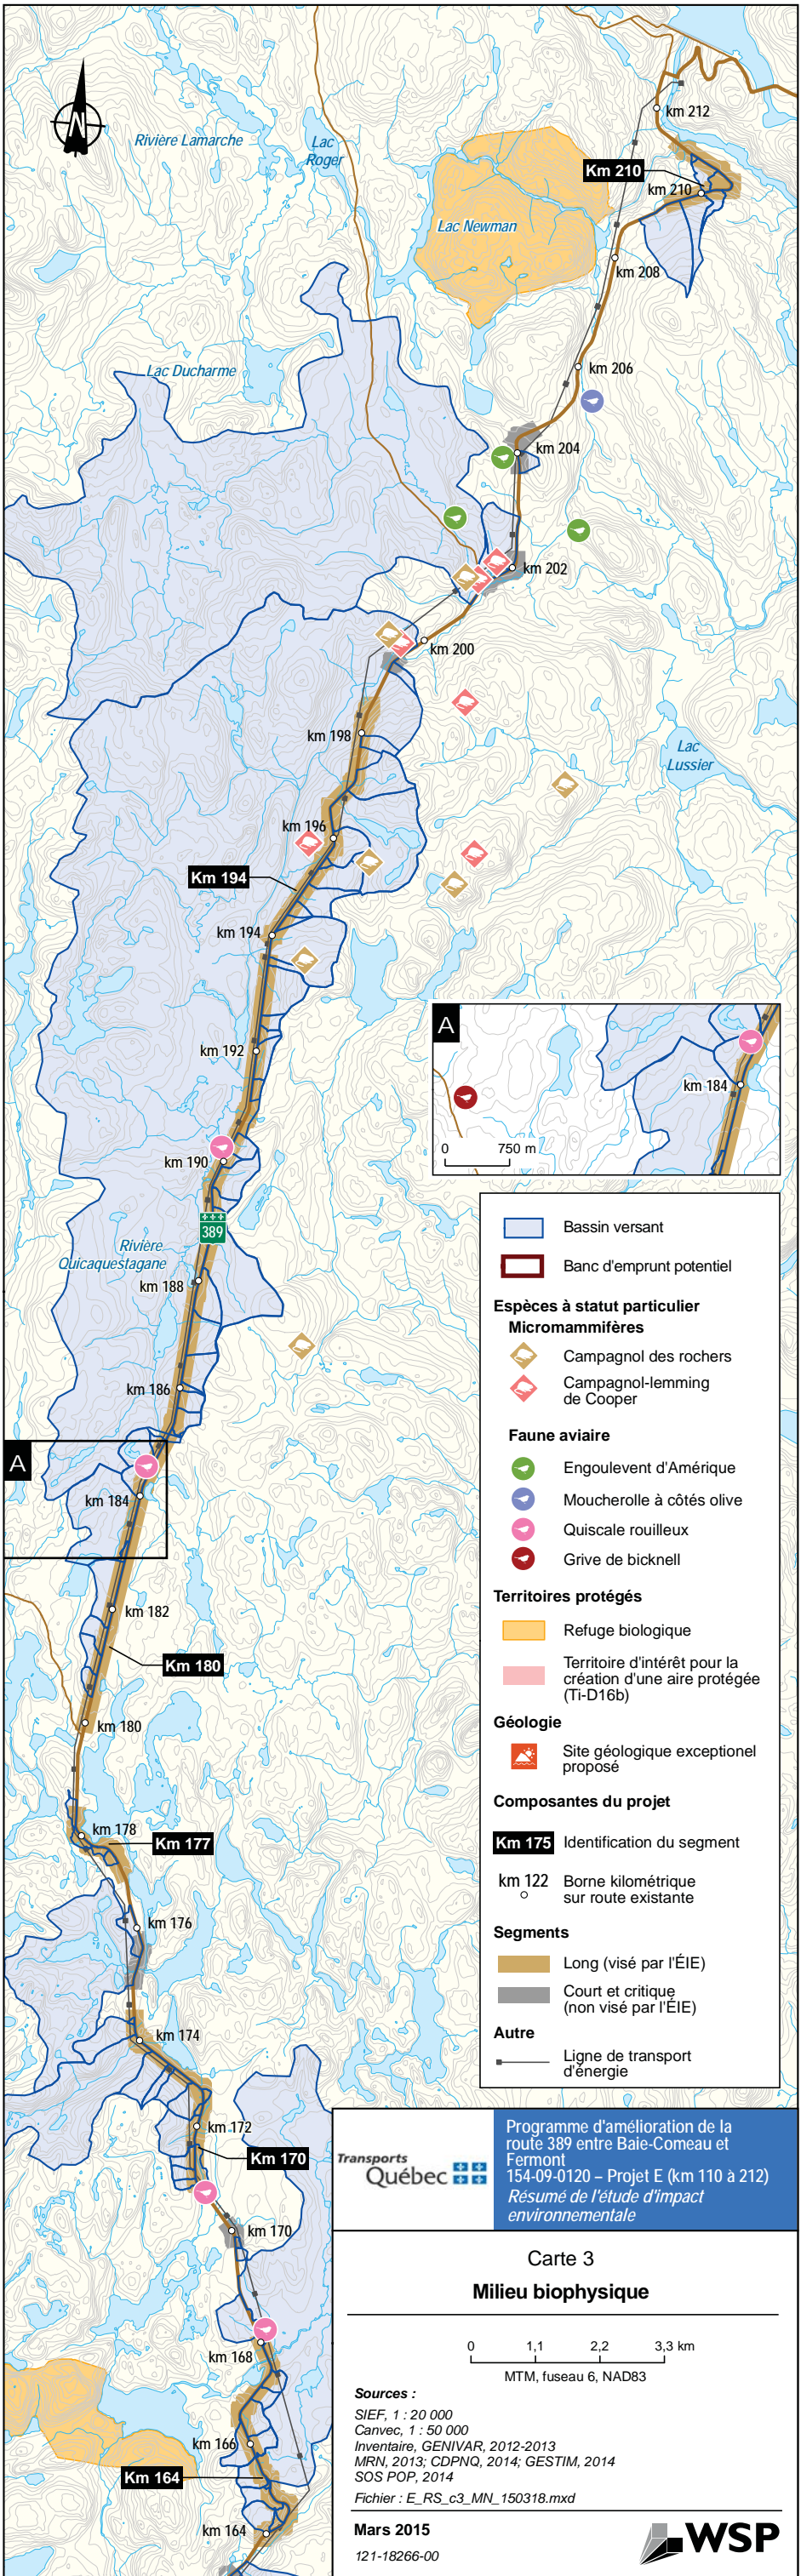 N
Rivière Lamarche
Lac
Roger
km 212
Km 210
km 210
Lac Newman
km 208
Lac Ducharme
km 206
km 204
km 202
km 200
km 198
Lac
Lussier
km 196
Km 194
km 194
km 192
A
km 184
0 750 m
km 190
389
Rivière
Quicaquestagane
km 188
km 186
A
km 184
km 182
Km 180
km 180
km 178
Km 177
km 176
km 174
km 172
Km 170
km 170
km 168
km 166
Km 164
km 164
Bassin versant
Banc d'emprunt potentiel
Espèces à statut particulier
Micromammifères
Campagnol des rochers
Campagnol-lemming
de Cooper
Faune aviaire
Engoulevent d'Amérique
Moucherolle à côtés olive
Quiscale rouilleux
Grive de bicknell
Territoires protégés
Refuge biologique
Territoire d'intérêt pour la
création d'une aire protégée
(Ti-D16b)
Géologie
Site géologique exceptionel
proposé
Composantes du projet
Km 175 Identification du segment
km 122 Borne kilométrique
sur route existante
Segments
Long (visé par l'ÉIE)
Court et critique
(non visé par l'ÉIE)
Autre
Ligne de transport
d'énergie
Transports
Québec
Programme d'amélioration de la
route 389 entre Baie-Comeau et
Fermont
154-09-0120 – Projet E (km 110 à 212)
Résumé de l'étude d'impact
environnementale
Carte 3
Milieu biophysique
0 1,1 2,2 3,3 km
MTM, fuseau 6, NAD83
Sources :
SIEF, 1 : 20 000
Canvec, 1 : 50 000
Inventaire, GENIVAR, 2012-2013
MRN, 2013; CDPNQ, 2014; GESTIM, 2014
SOS POP, 2014
Fichier : E_RS_c3_MN_150318.mxd
Mars 2015
121-18266-00
WSP